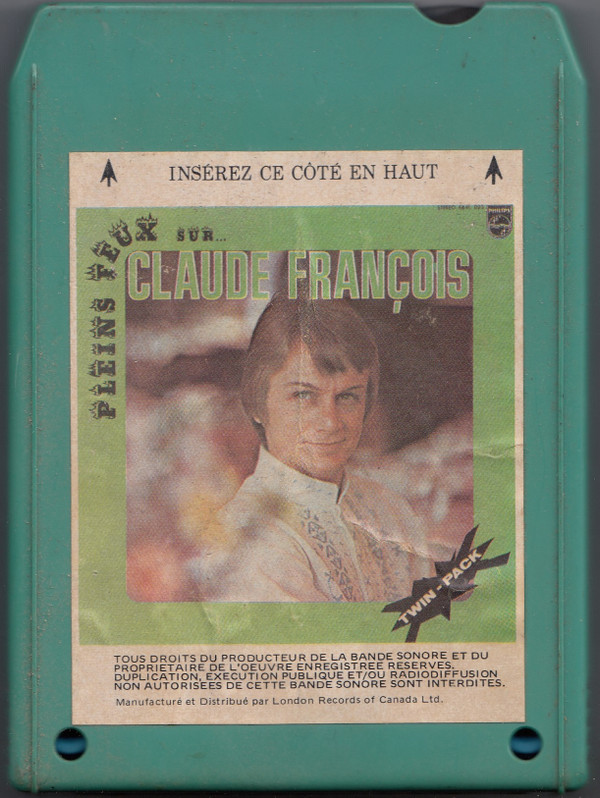 INSÉREZ CE CÔTÉ EN HAUT
PHILIPS
PLEINS FEUX SUR...
CLAUDE FRANÇOIS
TWIN-PACK
TOUS DROITS DU PRODUCTEUR DE LA BANDE SONORE ET DU
PROPRIETAIRE DE L'OEUVRE ENREGISTREE RESERVES.
DUPLICATION, EXECUTION PUBLIQUE ET/OU RADIODIFFUSION
NON AUTORISEES DE CETTE BANDE SONORE SONT INTERDITES.
Manufacturé et Distribué par London Records of Canada Ltd.